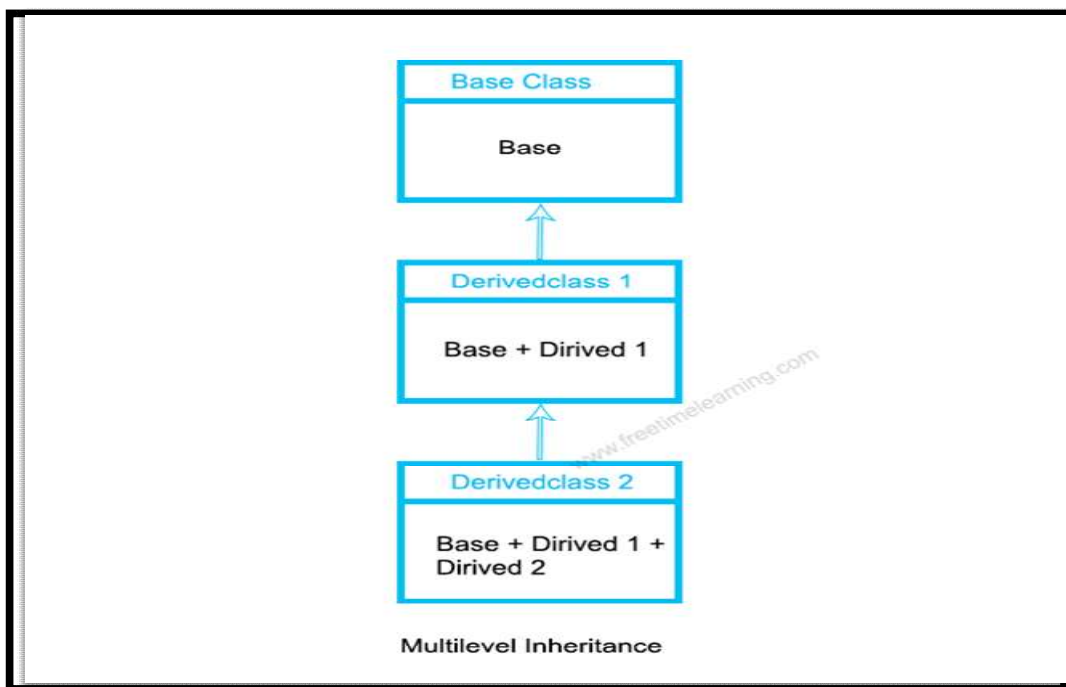 Base Class
Base
Derivedclass 1
Base + Dirived 1
www.freetimelearning.com
Derivedclass 2
Base + Dirived 1 +
Dirived 2
Multilevel Inheritance